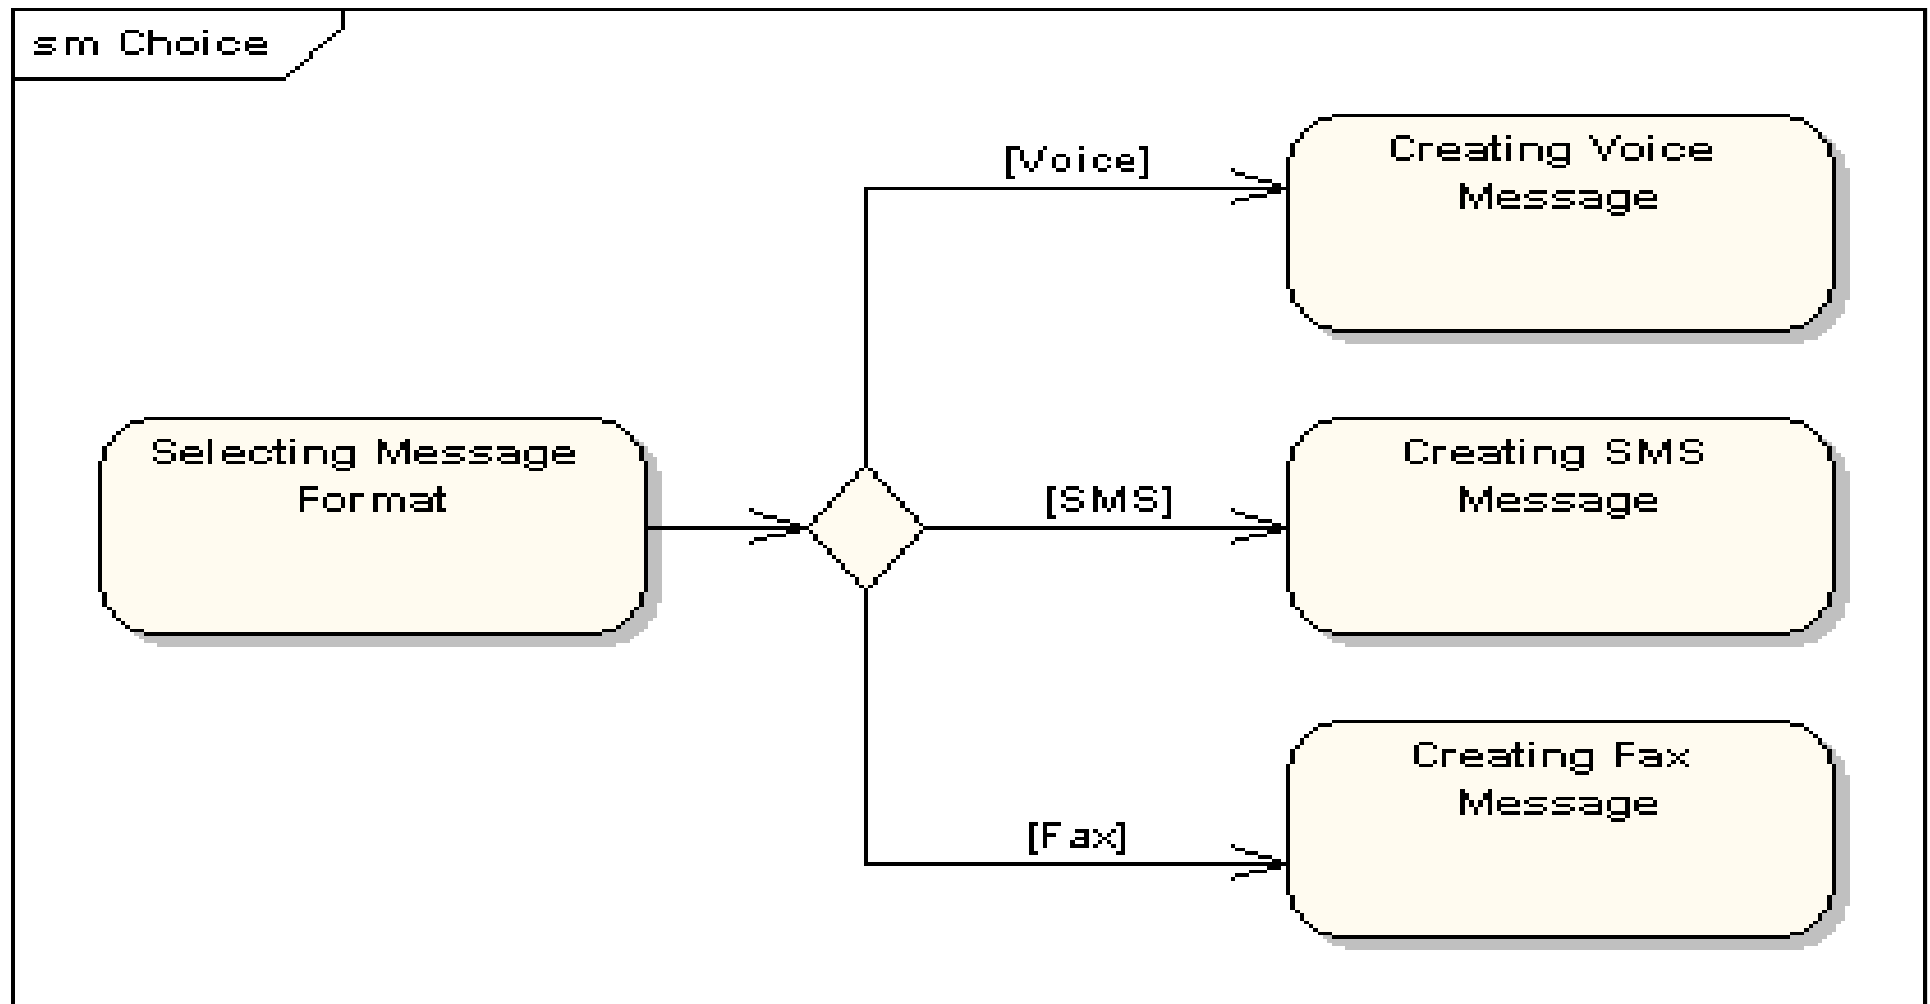 sm Choice
[Voice]
Creating Voice
Message
Selecting Message
Format
[SMS]
Creating SMS
Message
[Fax]
Creating Fax
Message